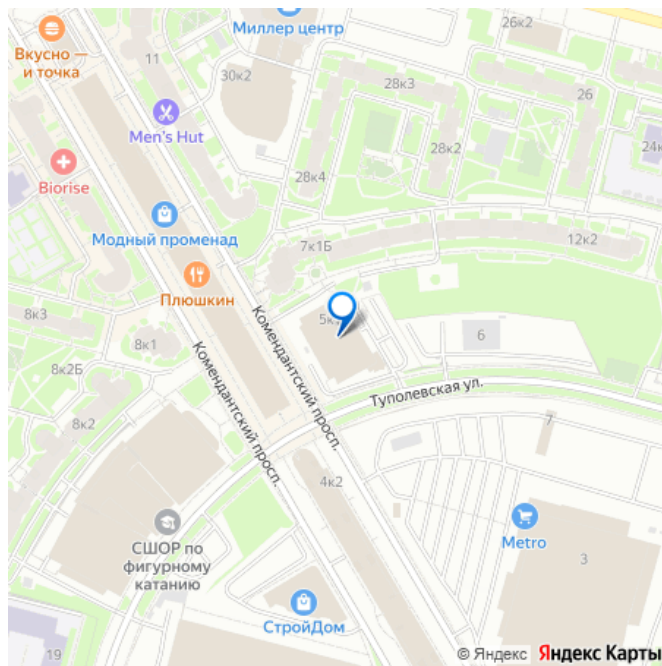 Миллер центр
26к2
Вкусно —
и точка
11
30к2
28к3
26
Men's Hut
28к2
24к
28к4
Biorise
Модный променад
7к1Б
12к2
Плюшкин
8к3
5к
Комендантский просп.
6
8к1
8к2Б
Комендантский просп.
Туполевская ул.
8к2
7
4к2
Metro
СШОР по
фигурному
катанию
3
СтройДом
19
© Яндекс Яндекс Карты